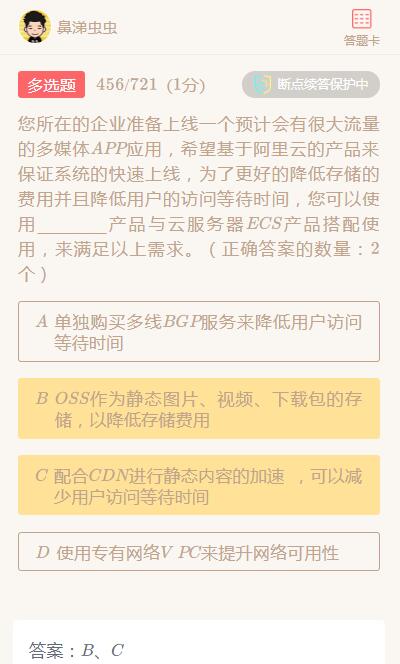 鼻涕虫虫
答题卡
多选题 456/721 (1分) 断点续答保护中
您所在的企业准备上线一个预计会有很大流量
的多媒体APP应用，希望基于阿里云的产品来
保证系统的快速上线，为了更好的降低存储的
费用并且降低用户的访问等待时间，您可以使
用________产品与云服务器ECS产品搭配使
用，来满足以上需求。（正确答案的数量：2
个）
A 单独购买多线BGP服务来降低用户访问
等待时间
B OSS作为静态图片、视频、下载包的存
储，以降低存储费用
C 配合CDN进行静态内容的加速 ，可以减
少用户访问等待时间
D 使用专有网络V PC来提升网络可用性
答案：B、C